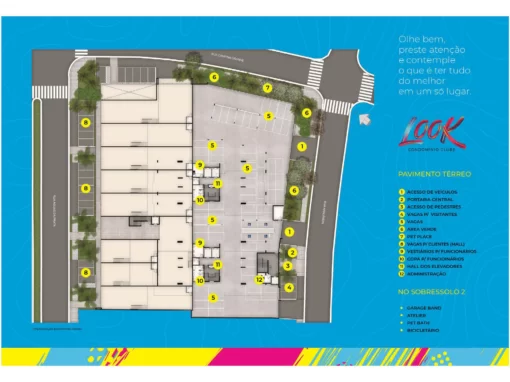 Olhe bem,
preste atenção
e contemple
o que é ter tudo
do melhor
em um só lugar.
LOOK
CONDOMÍNIO CLUBE
PAVIMENTO TÉRREO
1 ACESSO DE VEÍCULOS
2 PORTARIA CENTRAL
3 ACESSO DE PEDESTRES
4 VAGAS P/ VISITANTES
5 VAGAS
6 ÁREA VERDE
7 PET PLACE
8 VAGAS P/ CLIENTES (MALL)
9 VESTIÁRIOS P/ FUNCIONÁRIOS
10 COPA P/ FUNCIONÁRIOS
11 HALL DOS ELEVADORES
12 ADMINISTRAÇÃO
NO SOBRESSOLO 2
GARAGE BAND
ATELIER
PET BATH
BICICLETÁRIO
6
7
6
8
5
1
5
5
9
11
8
10
6
5
1
9
2
11
3
8
10
12
4
5